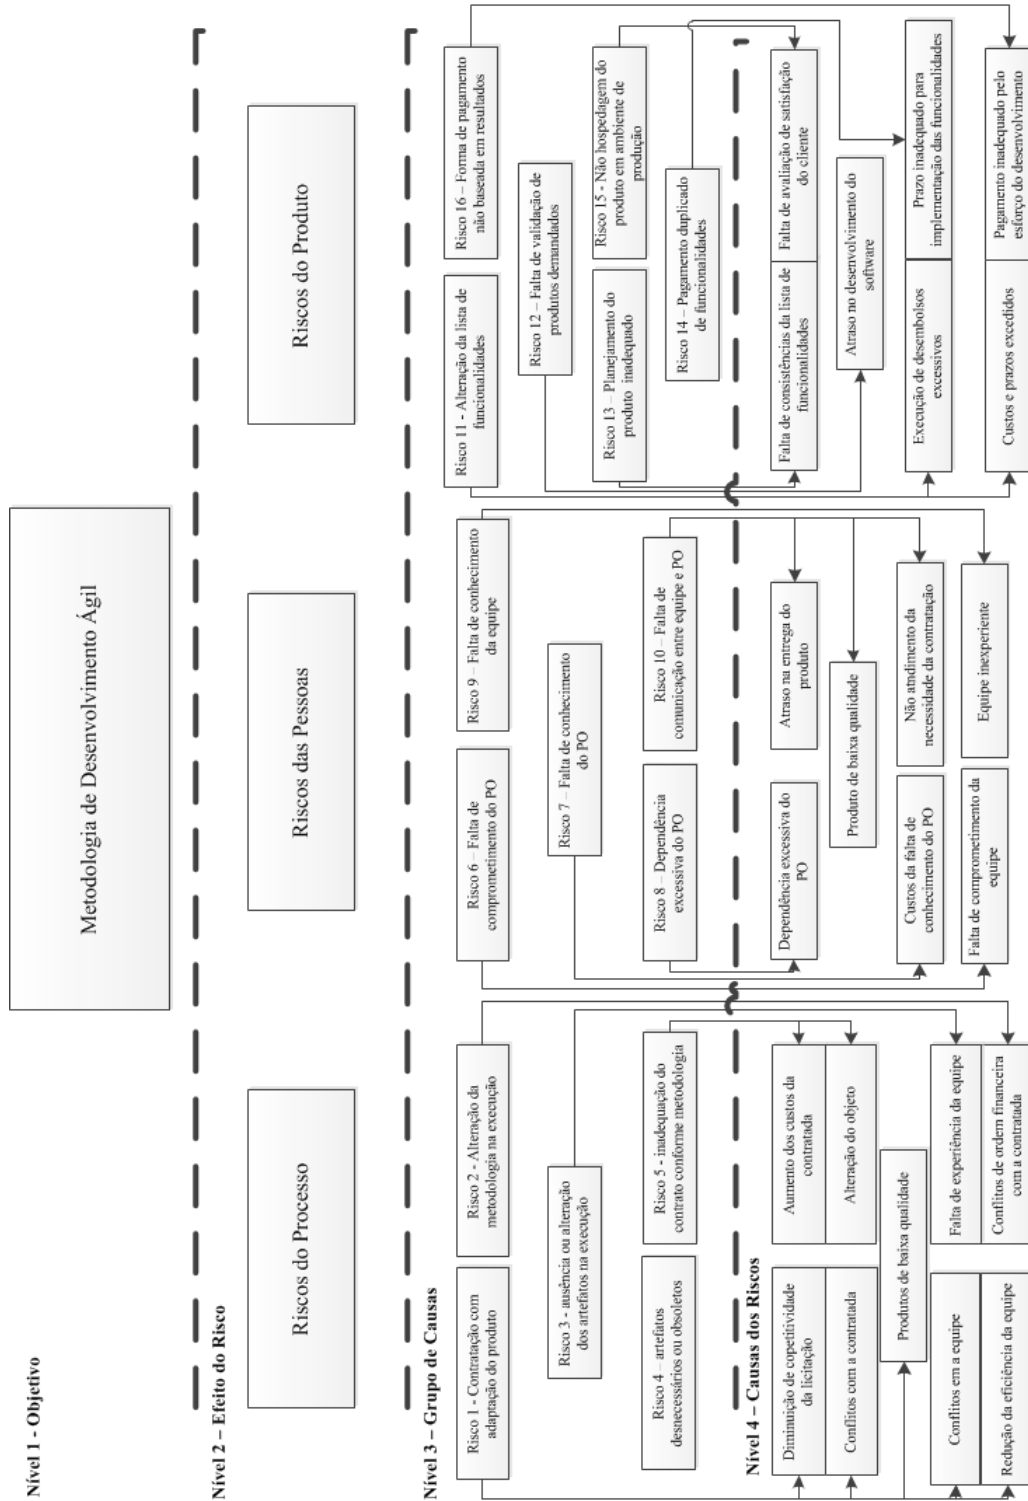 Nível 1 - Objetivo
Metodologia de Desenvolvimento Ágil
Nível 2 – Efeito do Risco
Riscos do Processo
Riscos das Pessoas
Riscos do Produto
Nível 3 – Grupo de Causas
Risco 1 - Contratação com
adaptação do produto
Risco 2 - Alteração da
metodologia na execução
Risco 3 - ausência ou alteração
dos artefatos na execução
Risco 4 – artefatos
desnecessários ou obsoletos
Risco 5 - inadequação do
contrato conforme metodologia
Risco 6 – Falta de
comprometimento do PO
Risco 9 – Falta de conhecimento
da equipe
Risco 7 – Falta de conhecimento
do PO
Risco 8 – Dependência
excessiva do PO
Risco 10 – Falta de
comunicação entre equipe e PO
Risco 11 - Alteração da lista de
funcionalidades
Risco 16 – Forma de pagamento
não baseada em resultados
Risco 12 – Falta de validação de
produtos demandados
Risco 13 – Planejamento do
produto inadequado
Risco 15 - Não hospedagem do
produto em ambiente de
produção
Risco 14 – Pagamento duplicado
de funcionalidades
Nível 4 – Causas dos Riscos
Diminuição de copetitividade
da licitação
Aumento dos custos da
contratada
Conflitos com a contratada
Alteração do objeto
Produtos de baixa qualidade
Conflitos em a equipe
Falta de experiência da equipe
Redução da eficiência da equipe
Conflitos de ordem financeira
com a contratada
Dependência excessiva do
PO
Atraso na entrega do
produto
Produto de baixa qualidade
Custos da falta de
conhecimento do PO
Não atndimento da
necessidade da contratação
Falta de comprometimento da
equipe
Equipe inexperiente
Falta de consistências da lista de
funcionalidades
Falta de avaliação de satisfação
do cliente
Atraso no desenvolvimento do
software
Execução de desembolsos
excessivos
Prazo inadequado para
implementação das funcionalidades
Custos e prazos excedidos
Pagamento inadequado pelo
esforço do desenvolvimento